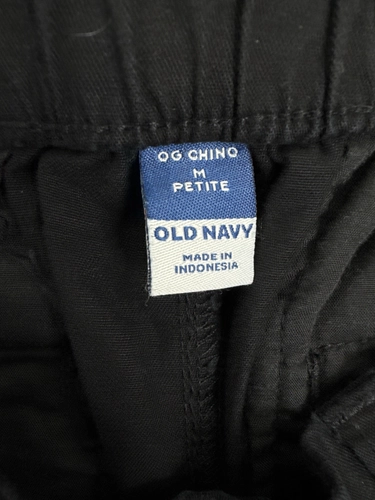 OG CHINO
M
PETITE
OLD NAVY
MADE IN
INDONESIA